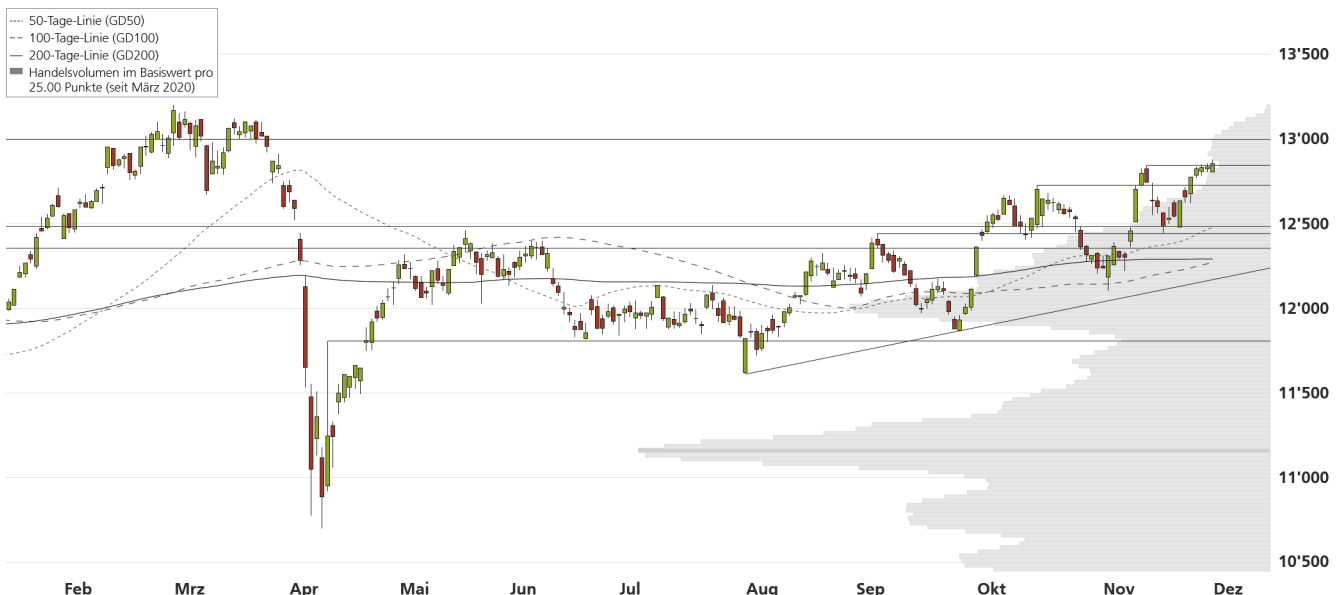 50-Tage-Linie (GD50)
100-Tage-Linie (GD100)
200-Tage-Linie (GD200)
Handelsvolumen im Basiswert pro
25.00 Punkte (seit März 2020)
13'500
13'000
12'500
12'000
11'500
11'000
10'500
Feb Mrz Apr Mai Jun Jul Aug Sep Okt Nov Dez